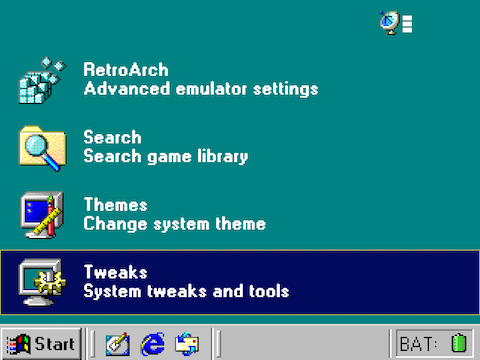 RetroArch
Advanced emulator settings
Search
Search game library
Themes
Change system theme
Tweaks
System tweaks and tools
Start
BAT: